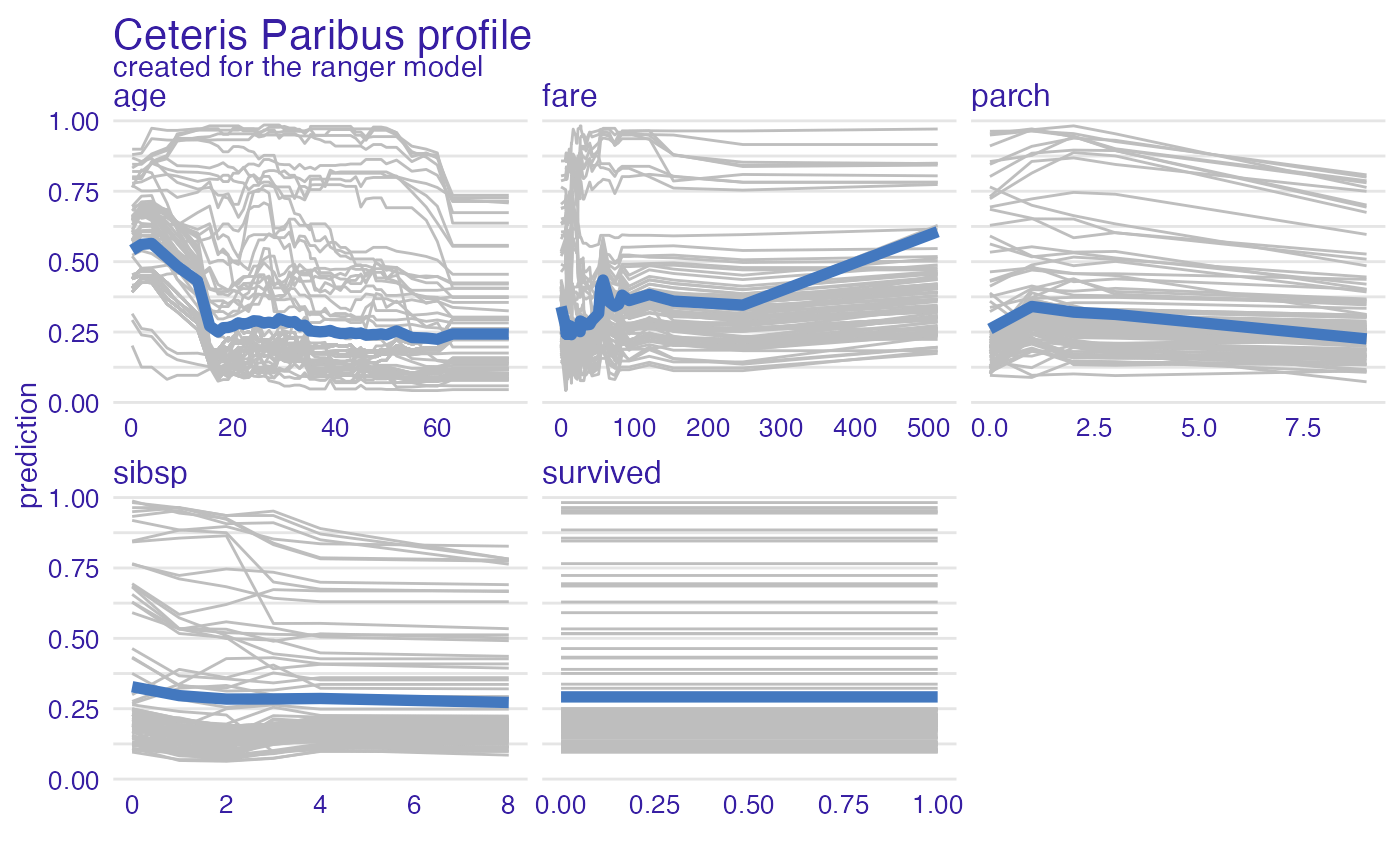 Ceteris Paribus profile
created for the ranger model
age fare parch
1.00
0.75
0.50
0.25
0.00
0 20 40 60 0 100 200 300 400 500 0.0 2.5 5.0 7.5
prediction
sibsp survived
1.00
0.75
0.50
0.25
0.00
0 2 4 6 8 0.00 0.25 0.50 0.75 1.00